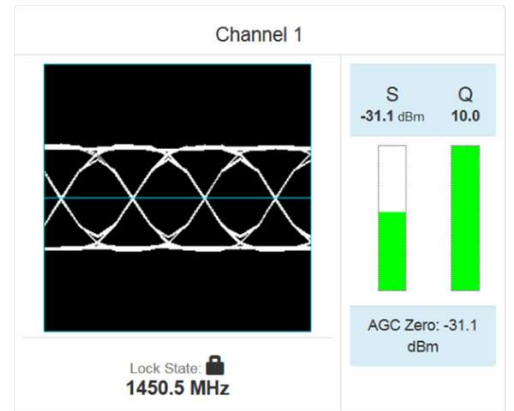 Channel 1
S Q
-31.1 dBm 10.0
AGC Zero: -31.1
dBm
Lock State:
1450.5 MHz